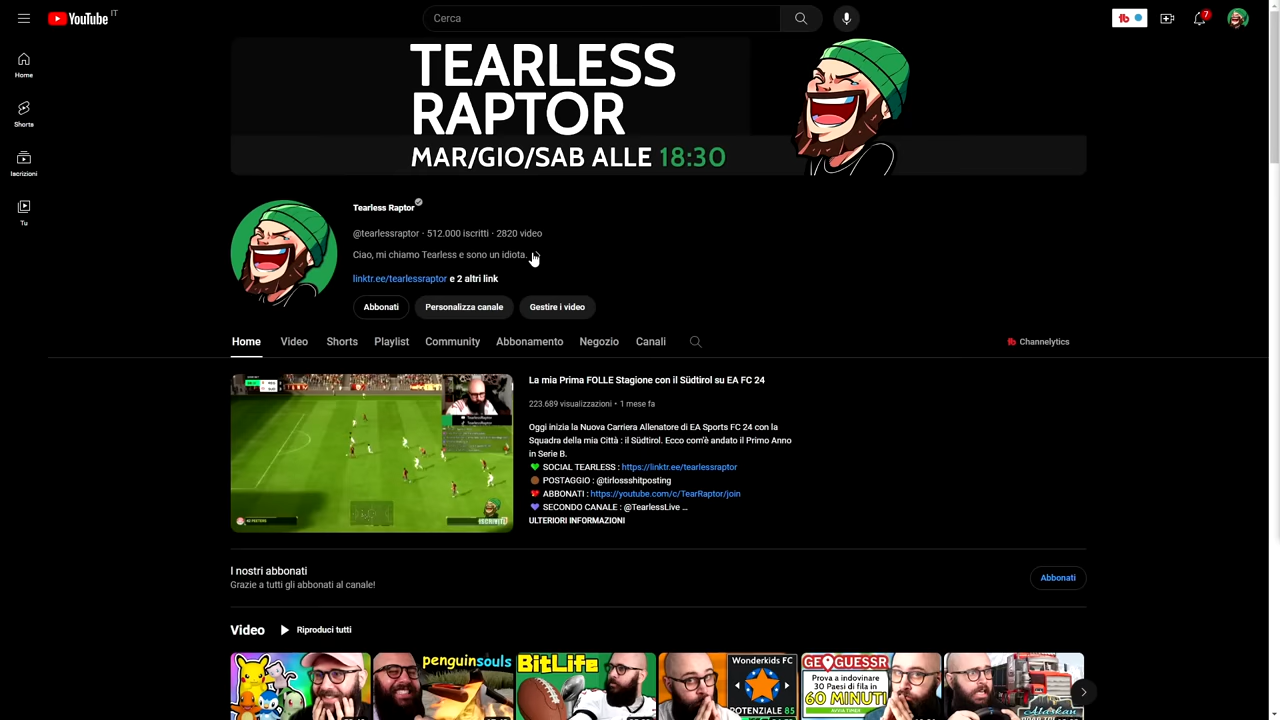 YouTube IT
Cerca
7
Home
Shorts
Iscrizioni
Tu
TEARLESS
RAPTOR
MAR/GIO/SAB ALLE 18:30
Tearless Raptor
@tearlessraptor · 512.000 iscritti · 2820 video
Ciao, mi chiamo Tearless e sono un idiota.
linktr.ee/tearlessraptor e 2 altri link
Abbonati Personalizza canale Gestire i video
Home Video Shorts Playlist Community Abbonamento Negozio Canali
Channelytics
La mia Prima FOLLE Stagione con il Südtirol su EA FC 24
223.689 visualizzazioni • 1 mese fa
Oggi inizia la Nuova Carriera Allenatore di EA Sports FC 24 con la
Squadra della mia Città : il Südtirol. Ecco com'è andato il Primo Anno
in Serie B.
SOCIAL TEARLESS : https://linktr.ee/tearlessraptor
POSTAGGIO : @tirlossshitposting
ABBONATI : https://youtube.com/c/TearRaptor/join
SECONDO CANALE : @TearlessLive ...
ULTERIORI INFORMAZIONI
I nostri abbonati
Grazie a tutti gli abbonati al canale!
Abbonati
Video Riproduci tutti
penguinsouls
BitLife
Wonderkids FC
POTENZIALE 85
GEOGUESSR
Prova a indovinare
30 Paesi di fila in
60 MINUTI
Alaskan